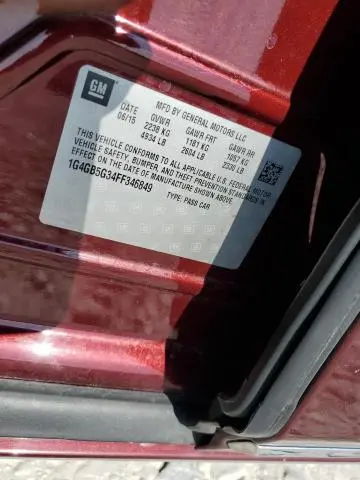 GM
MFD BY GENERAL MOTORS LLC
DATE GVWR GAWR FRT GAWR RR
06/15 2238 KG 1181 KG 1057 KG
4934 LB 2604 LB 2330 LB
THIS VEHICLE CONFORMS TO ALL APPLICABLE U.S. FEDERAL MOTOR
VEHICLE SAFETY, BUMPER, AND THEFT PREVENTION STANDARDS IN
EFFECT ON THE DATE OF MANUFACTURE SHOWN ABOVE.
1G4GB5G34FF346849
TYPE: PASS CAR